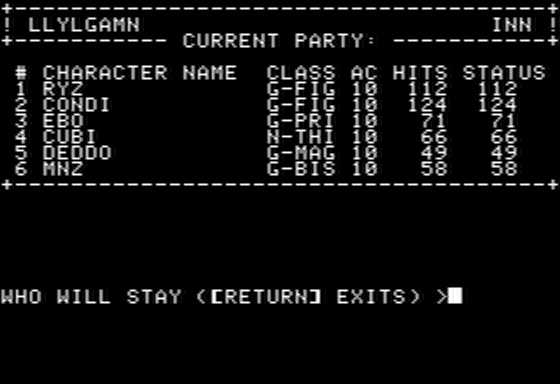 +--------------------------------------+
! LLYLGAMN                         INN !
+----------- CURRENT PARTY: -----------+
 # CHARACTER NAME  CLASS AC HITS STATUS
 1 RYZ             G-FIG 10  112  112
 2 CONDI           G-FIG 10  124  124
 3 EBO             G-PRI 10   71   71
 4 CUBI            N-THI 10   66   66
 5 DEDDO           G-MAG 10   49   49
 6 MNZ             G-BIS 10   58   58
+--------------------------------------+
WHO WILL STAY ([RETURN] EXITS) >